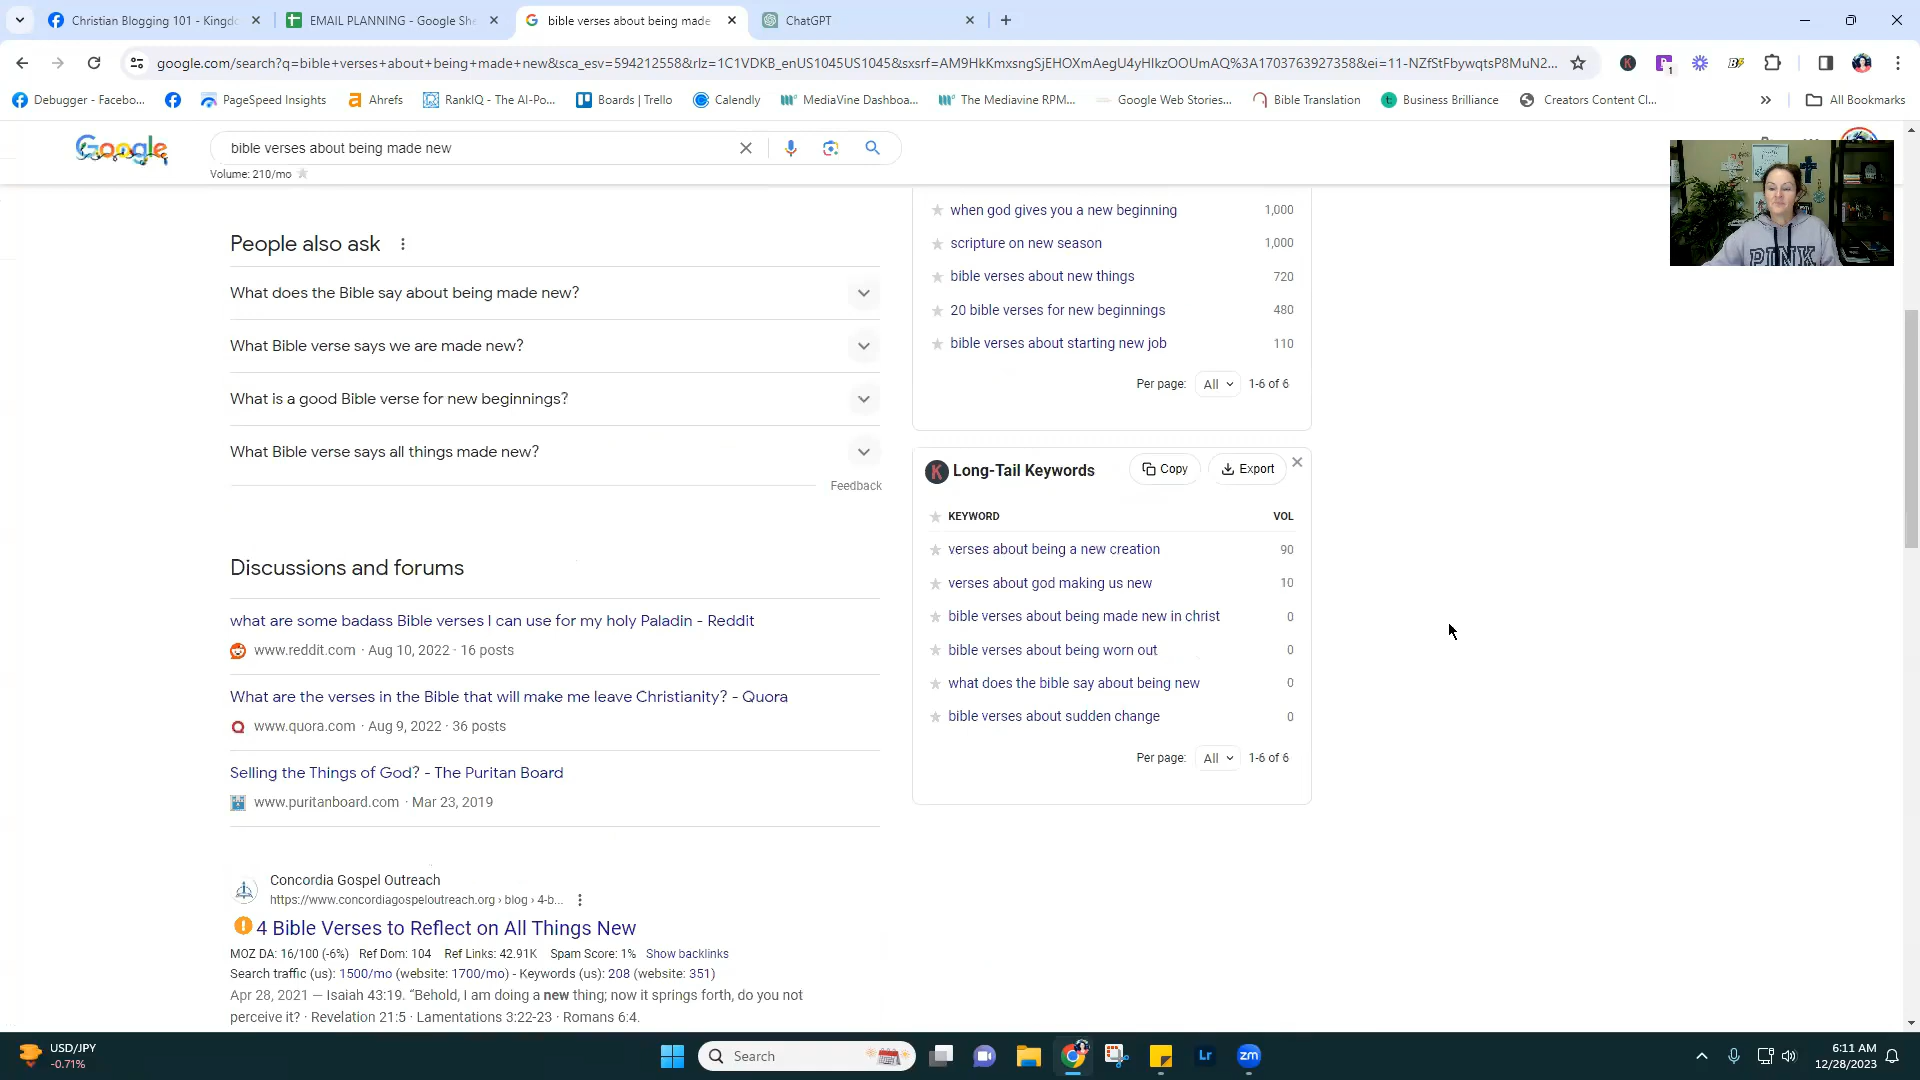 Christian Blogging 101 - Kingdo
EMAIL PLANNING - Google She
bible verses about being made
ChatGPT
google.com/search?q=bible+verses+about+being+made+new&sca_esv=594212558&rlz=1C1VDKB_enUS1045US1045&sxsrf=AM9HkKmxsngSjEHOXmAegU4yHIkzOOUmAQ%3A1703763927358&ei=11-NZfStFbywqtsP8MuN2...
Debugger - Facebo...
PageSpeed Insights
Ahrefs
RankIQ - The AI-Po...
Boards | Trello
Calendly
MediaVine Dashboa...
The Mediavine RPM...
Google Web Stories...
Bible Translation
Business Brilliance
Creators Content Cl...
All Bookmarks
Google
bible verses about being made new
Volume: 210/mo
People also ask
What does the Bible say about being made new?
What Bible verse says we are made new?
What is a good Bible verse for new beginnings?
What Bible verse says all things made new?
Feedback
Discussions and forums
what are some badass Bible verses I can use for my holy Paladin - Reddit
www.reddit.com · Aug 10, 2022 · 16 posts
What are the verses in the Bible that will make me leave Christianity? - Quora
www.quora.com · Aug 9, 2022 · 36 posts
Selling the Things of God? - The Puritan Board
www.puritanboard.com · Mar 23, 2019
Concordia Gospel Outreach
https://www.concordiagospeloutreach.org › blog › 4-b...
4 Bible Verses to Reflect on All Things New
MOZ DA: 16/100 (-6%) Ref Dom: 104 Ref Links: 42.91K Spam Score: 1% Show backlinks
Search traffic (us): 1500/mo (website: 1700/mo) - Keywords (us): 208 (website: 351)
Apr 28, 2021 — Isaiah 43:19. “Behold, I am doing a new thing; now it springs forth, do you not
perceive it? · Revelation 21:5 · Lamentations 3:22-23 · Romans 6:4.
when god gives you a new beginning 1,000
scripture on new season 1,000
bible verses about new things 720
20 bible verses for new beginnings 480
bible verses about starting new job 110
Per page: All 1-6 of 6
K Long-Tail Keywords Copy Export
KEYWORD VOL
verses about being a new creation 90
verses about god making us new 10
bible verses about being made new in christ 0
bible verses about being worn out 0
what does the bible say about being new 0
bible verses about sudden change 0
Per page: All 1-6 of 6
PINK
USD/JPY
-0.71%
Search
Lr
zm
6:11 AM
12/28/2023